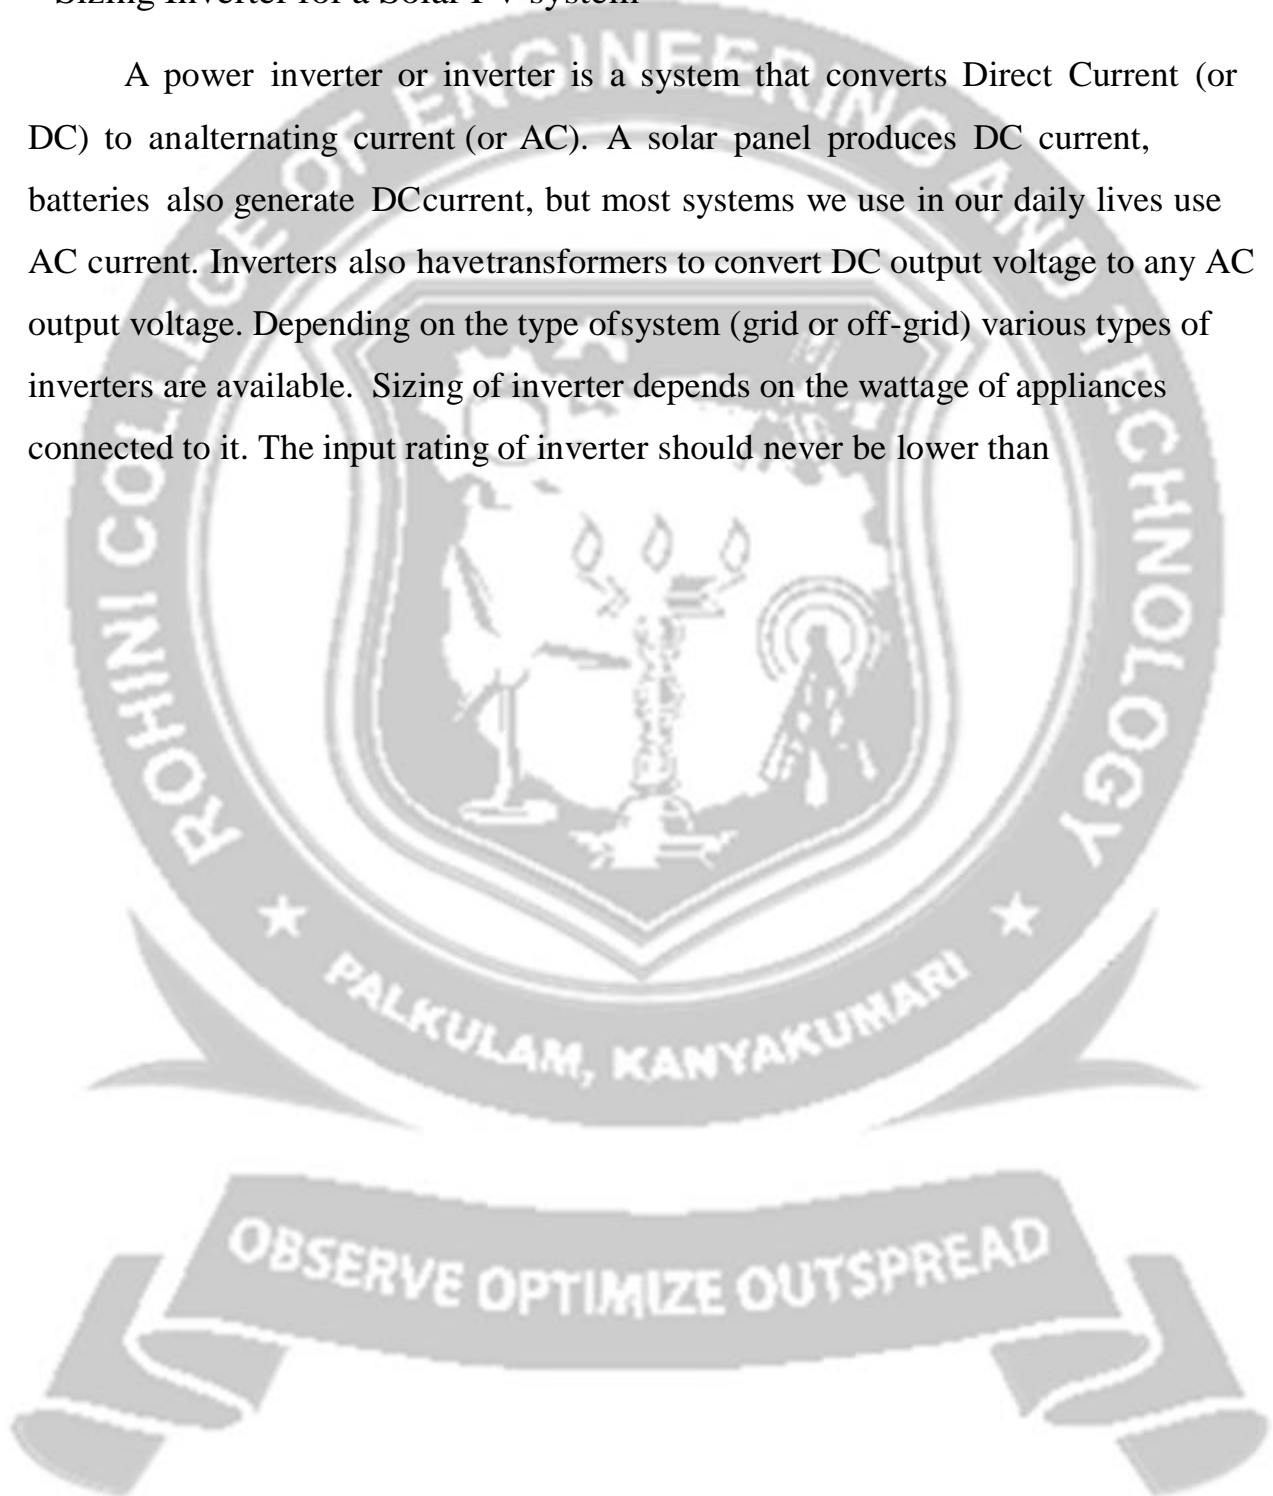 Sizing Inverter for a Solar PV system
A power inverter or inverter is a system that converts Direct Current (or
DC) to analternating current (or AC). A solar panel produces DC current,
batteries also generate DCcurrent, but most systems we use in our daily lives use
AC current. Inverters also havetransformers to convert DC output voltage to any AC
output voltage. Depending on the type ofsystem (grid or off-grid) various types of
inverters are available. Sizing of inverter depends on the wattage of appliances
connected to it. The input rating of inverter should never be lower than
ROHINI COLLEGE OF ENGINEERING AND TECHNOLOGY
PALKULAM, KANYAKUMARI
OBSERVE OPTIMIZE OUTSPREAD